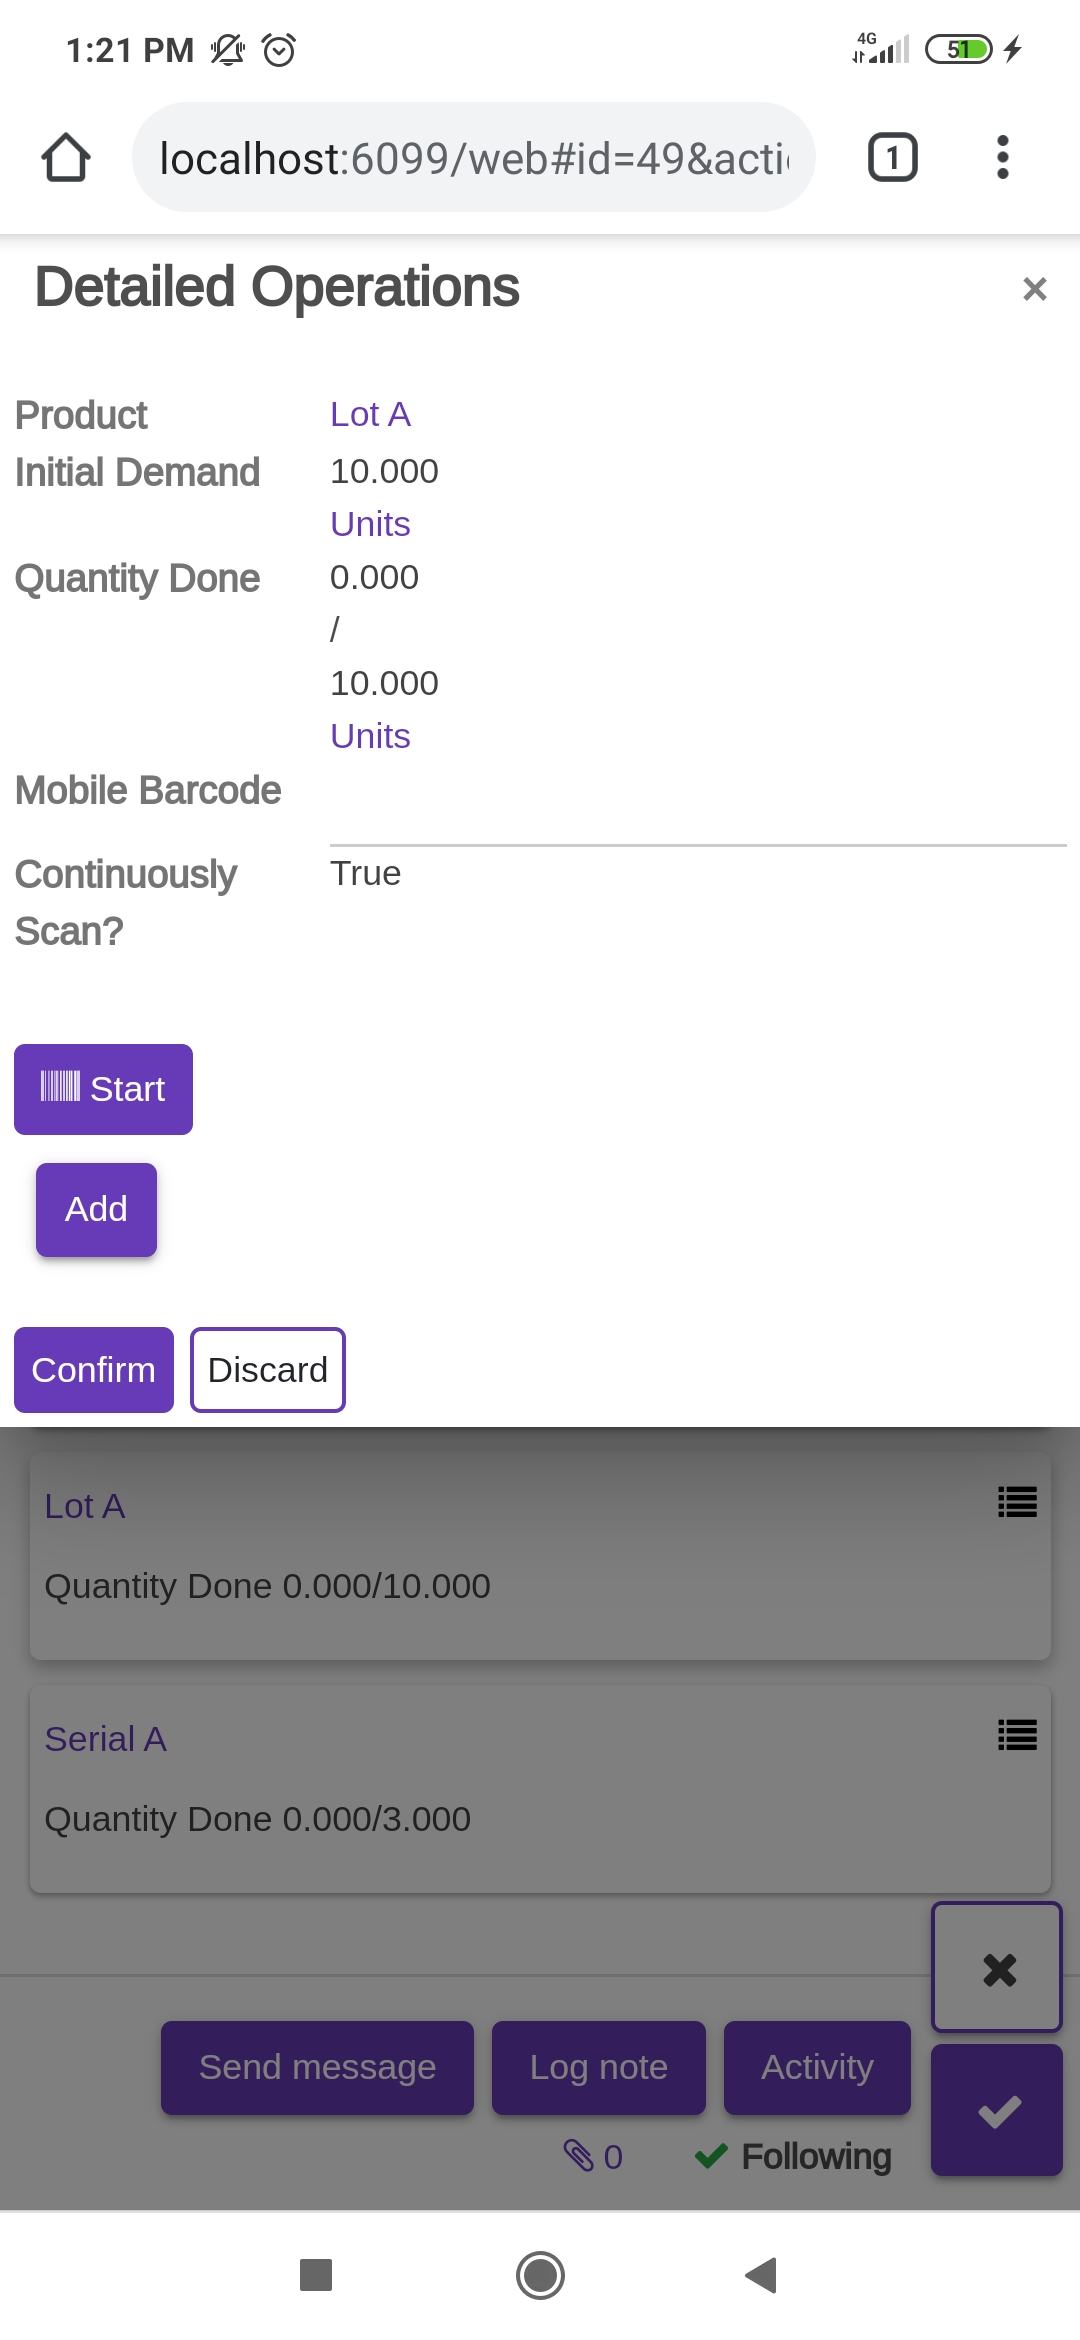 1:21 PM
4G
51
localhost:6099/web#id=49&acti
1
Detailed Operations
×
Product Lot A
Initial Demand 10.000
Units
Quantity Done 0.000
/
10.000
Units
Mobile Barcode
Continuously True
Scan?
Start
Add
Confirm Discard
Lot A
Quantity Done 0.000/10.000
Serial A
Quantity Done 0.000/3.000
Send message Log note Activity
0 Following